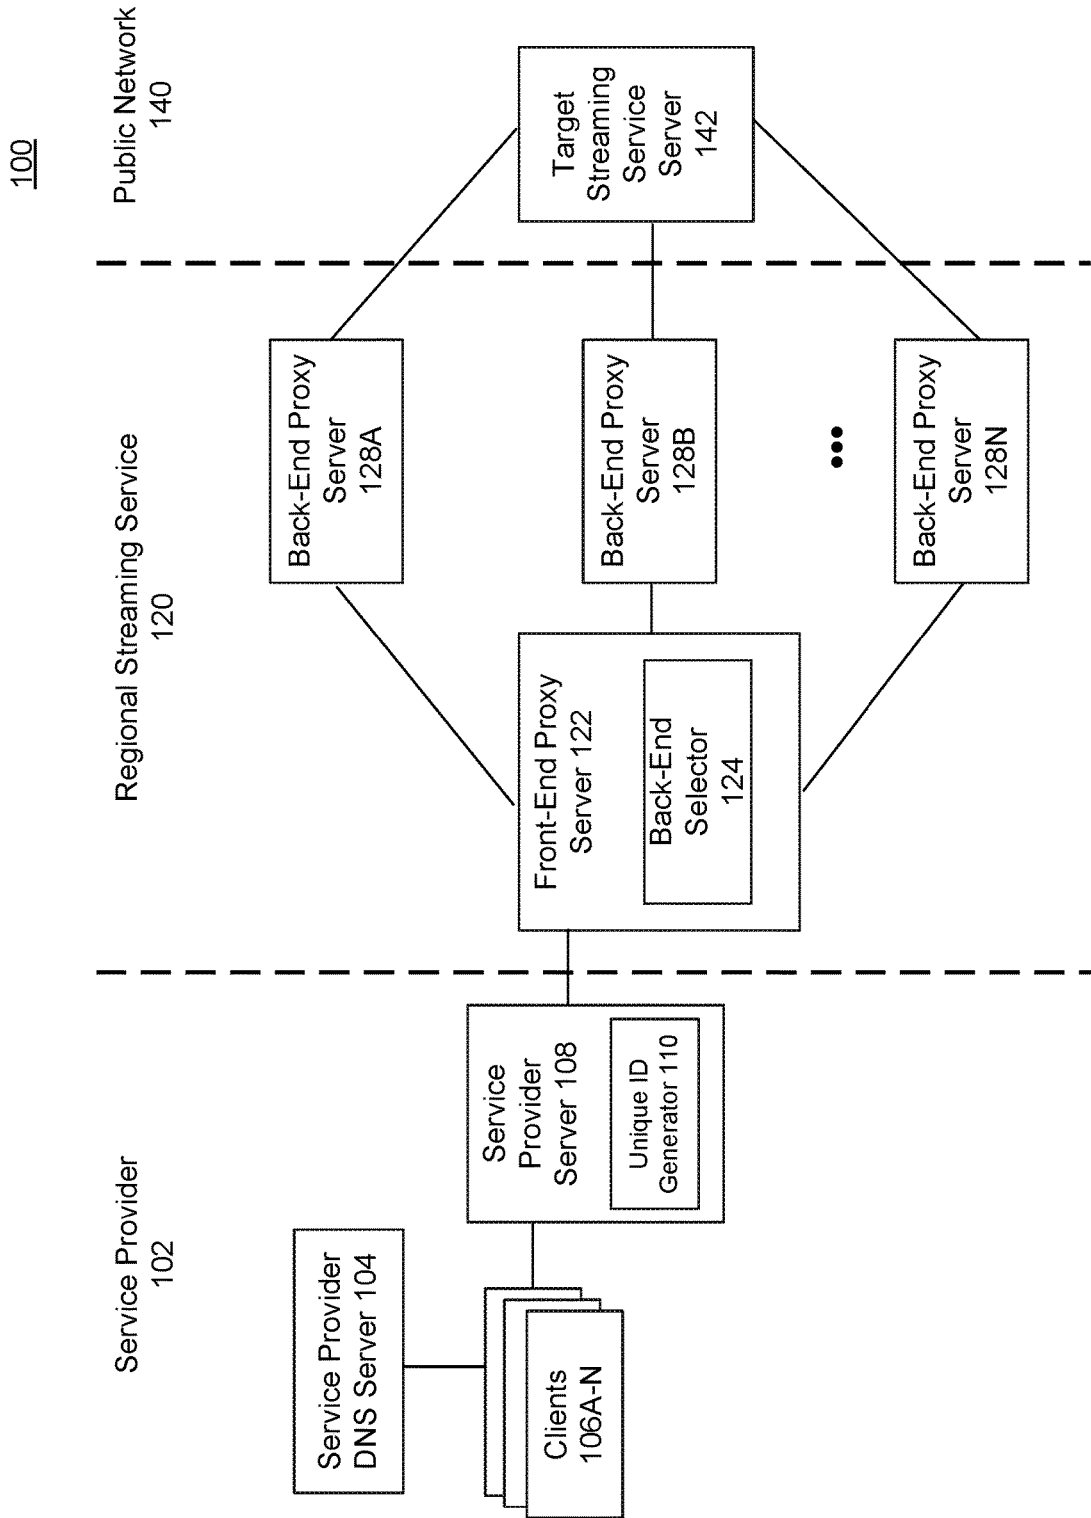 100
Service Provider
102
Regional Streaming Service
120
Public Network
140
Service Provider
DNS Server 104
Clients
106A-N
Service
Provider
Server 108
Unique ID
Generator 110
Front-End Proxy
Server 122
Back-End
Selector
124
Back-End Proxy
Server
128A
Back-End Proxy
Server
128B
•••
Back-End Proxy
Server
128N
Target
Streaming
Service
Server
142